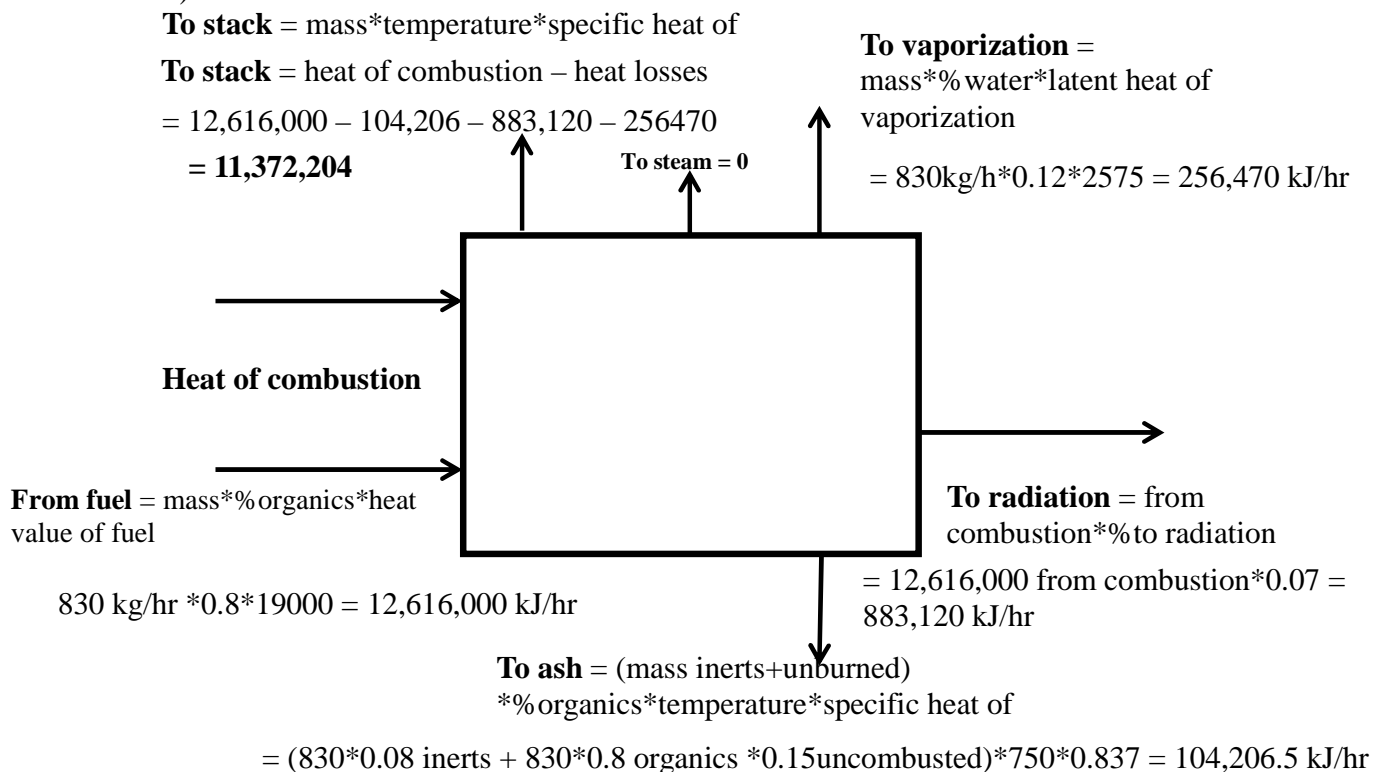 )
To stack = mass*temperature*specific heat of
To stack = heat of combustion – heat losses
= 12,616,000 – 104,206 – 883,120 – 256470
= 11,372,204
To steam = 0
To vaporization =
mass*%water*latent heat of
vaporization
= 830kg/h*0.12*2575 = 256,470 kJ/hr
Heat of combustion
From fuel = mass*%organics*heat
value of fuel
830 kg/hr *0.8*19000 = 12,616,000 kJ/hr
To radiation = from
combustion*%to radiation
= 12,616,000 from combustion*0.07 =
883,120 kJ/hr
To ash = (mass inerts+unburned)
*%organics*temperature*specific heat of
= (830*0.08 inerts + 830*0.8 organics *0.15uncombusted)*750*0.837 = 104,206.5 kJ/hr